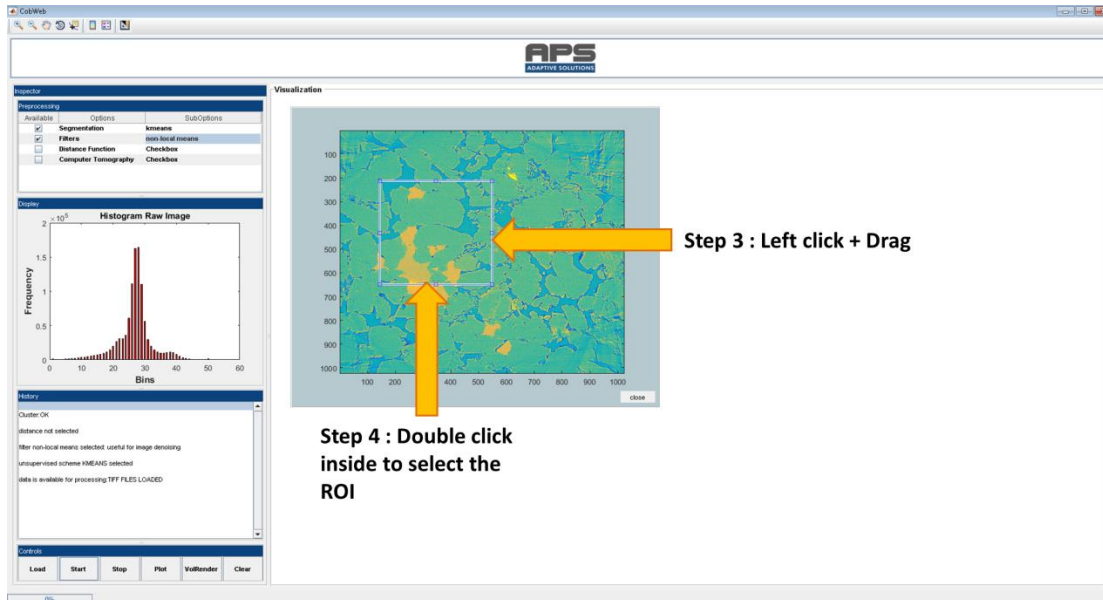 CobWeb
APS
ADAPTIVE SOLUTIONS
Inspector
Preprocessing
Available Options SubOptions
Segmentation kmeans
Filters non-local means
Distance Function Checkbox
Computer Tomography Checkbox
Display
Histogram Raw Image
×10⁵
2
1.5
1
0.5
0
Frequency
0 10 20 30 40 50 60
Bins
History
Cluster:OK
distance not selected
filter non-local means selected: useful for image denoising
unsupervised scheme KMEANS selected
data is available for processing:TIFF FILES LOADED
Controls
Load Start Stop Plot VolRender Clear
Visualization
100
200
300
400
500
600
700
800
900
1000
100 200 400 500 600 700 800 900 1000
close
Step 3 : Left click + Drag
Step 4 : Double click
inside to select the
ROI